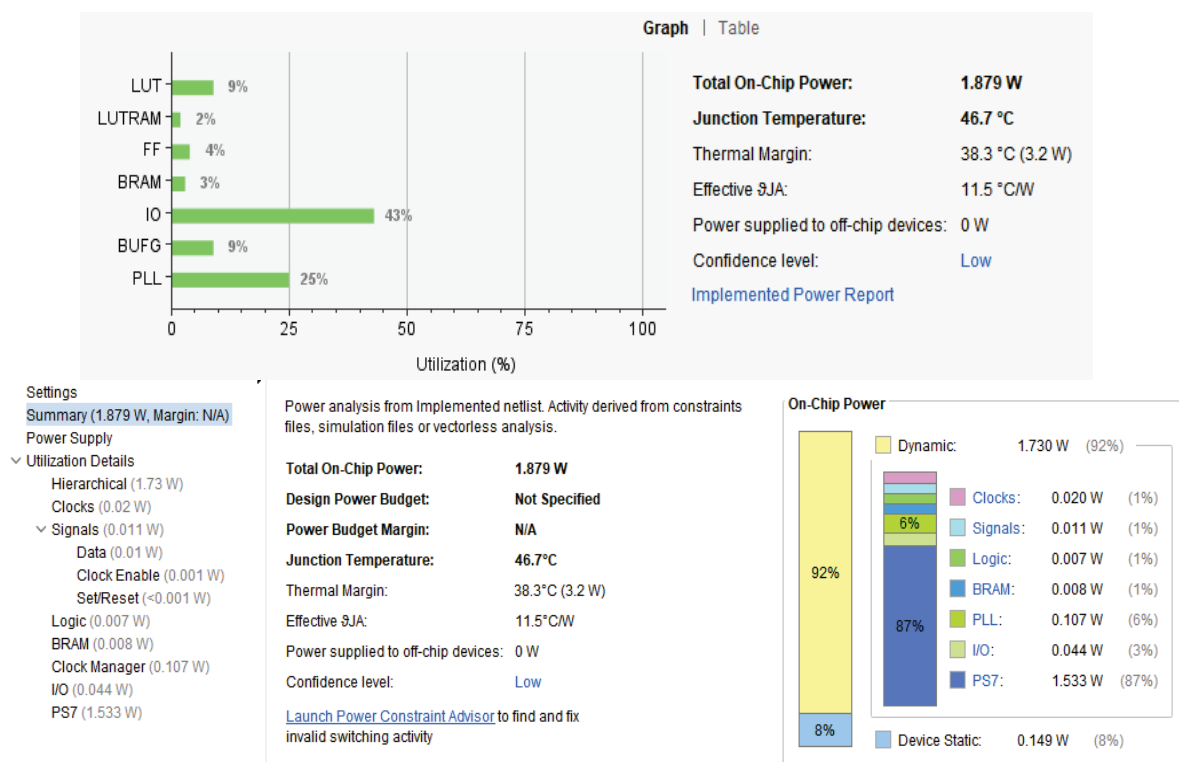 Graph | Table
LUT 9%
LUTRAM 2%
FF 4%
BRAM 3%
IO 43%
BUFG 9%
PLL 25%
0 25 50 75 100
Utilization (%)
Total On-Chip Power: 1.879 W
Junction Temperature: 46.7 °C
Thermal Margin: 38.3 °C (3.2 W)
Effective ϑJA: 11.5 °C/W
Power supplied to off-chip devices: 0 W
Confidence level: Low
Implemented Power Report
Settings
Summary (1.879 W, Margin: N/A)
Power Supply
Utilization Details
Hierarchical (1.73 W)
Clocks (0.02 W)
Signals (0.011 W)
Data (0.01 W)
Clock Enable (0.001 W)
Set/Reset (<0.001 W)
Logic (0.007 W)
BRAM (0.008 W)
Clock Manager (0.107 W)
I/O (0.044 W)
PS7 (1.533 W)
Power analysis from Implemented netlist. Activity derived from constraints
files, simulation files or vectorless analysis.
Total On-Chip Power: 1.879 W
Design Power Budget: Not Specified
Power Budget Margin: N/A
Junction Temperature: 46.7°C
Thermal Margin: 38.3°C (3.2 W)
Effective ϑJA: 11.5°C/W
Power supplied to off-chip devices: 0 W
Confidence level: Low
Launch Power Constraint Advisor to find and fix
invalid switching activity
On-Chip Power
92%
8%
Dynamic: 1.730 W (92%)
6%
87%
Clocks: 0.020 W (1%)
Signals: 0.011 W (1%)
Logic: 0.007 W (1%)
BRAM: 0.008 W (1%)
PLL: 0.107 W (6%)
I/O: 0.044 W (3%)
PS7: 1.533 W (87%)
Device Static: 0.149 W (8%)